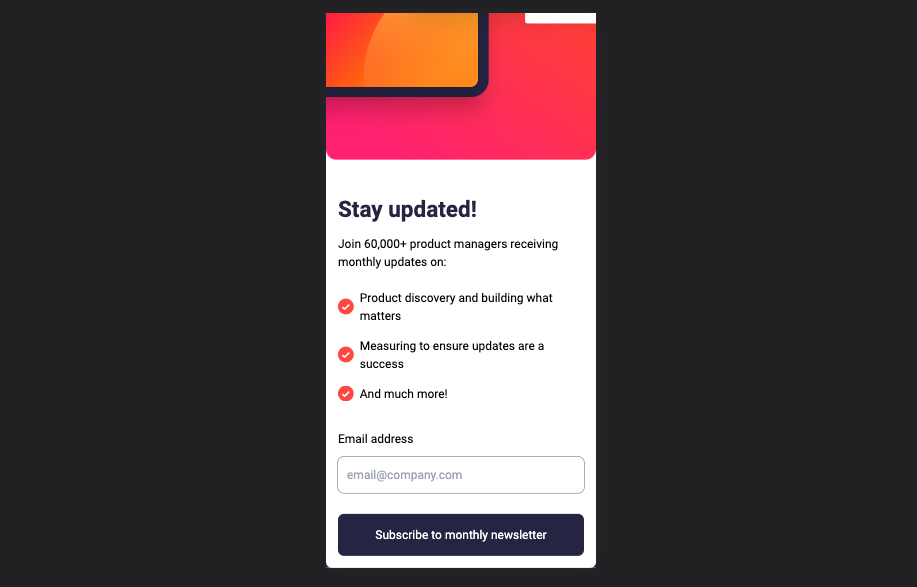 Stay updated!
Join 60,000+ product managers receiving
monthly updates on:
Product discovery and building what
matters
Measuring to ensure updates are a
success
And much more!
Email address
email@company.com
Subscribe to monthly newsletter